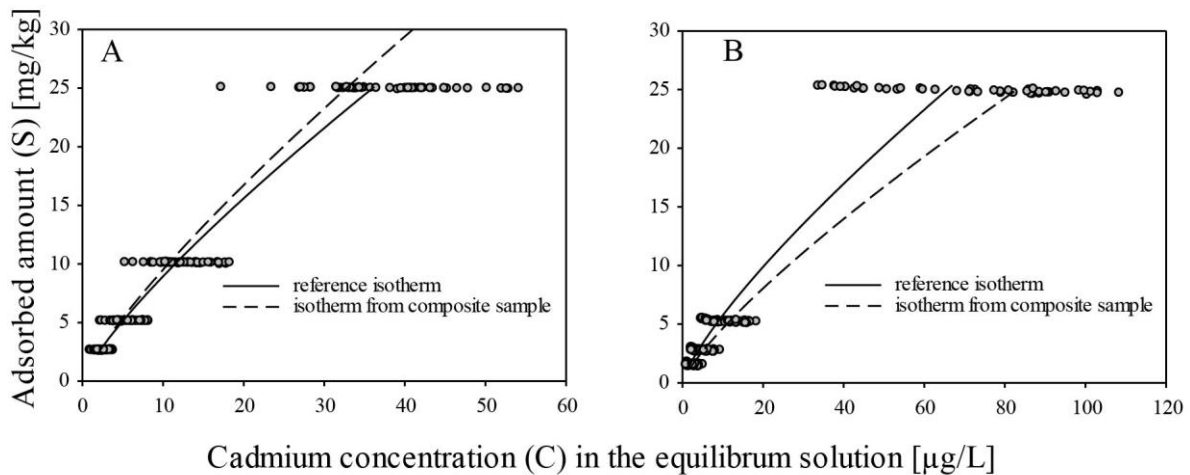 Adsorbed amount (S) [mg/kg]
A
30
25
20
15
10
5
0
reference isotherm
isotherm from composite sample
0 10 20 30 40 50 60
B
30
25
20
15
10
5
0
reference isotherm
isotherm from composite sample
0 20 40 60 80 100 120
Cadmium concentration (C) in the equilibrum solution [µg/L]